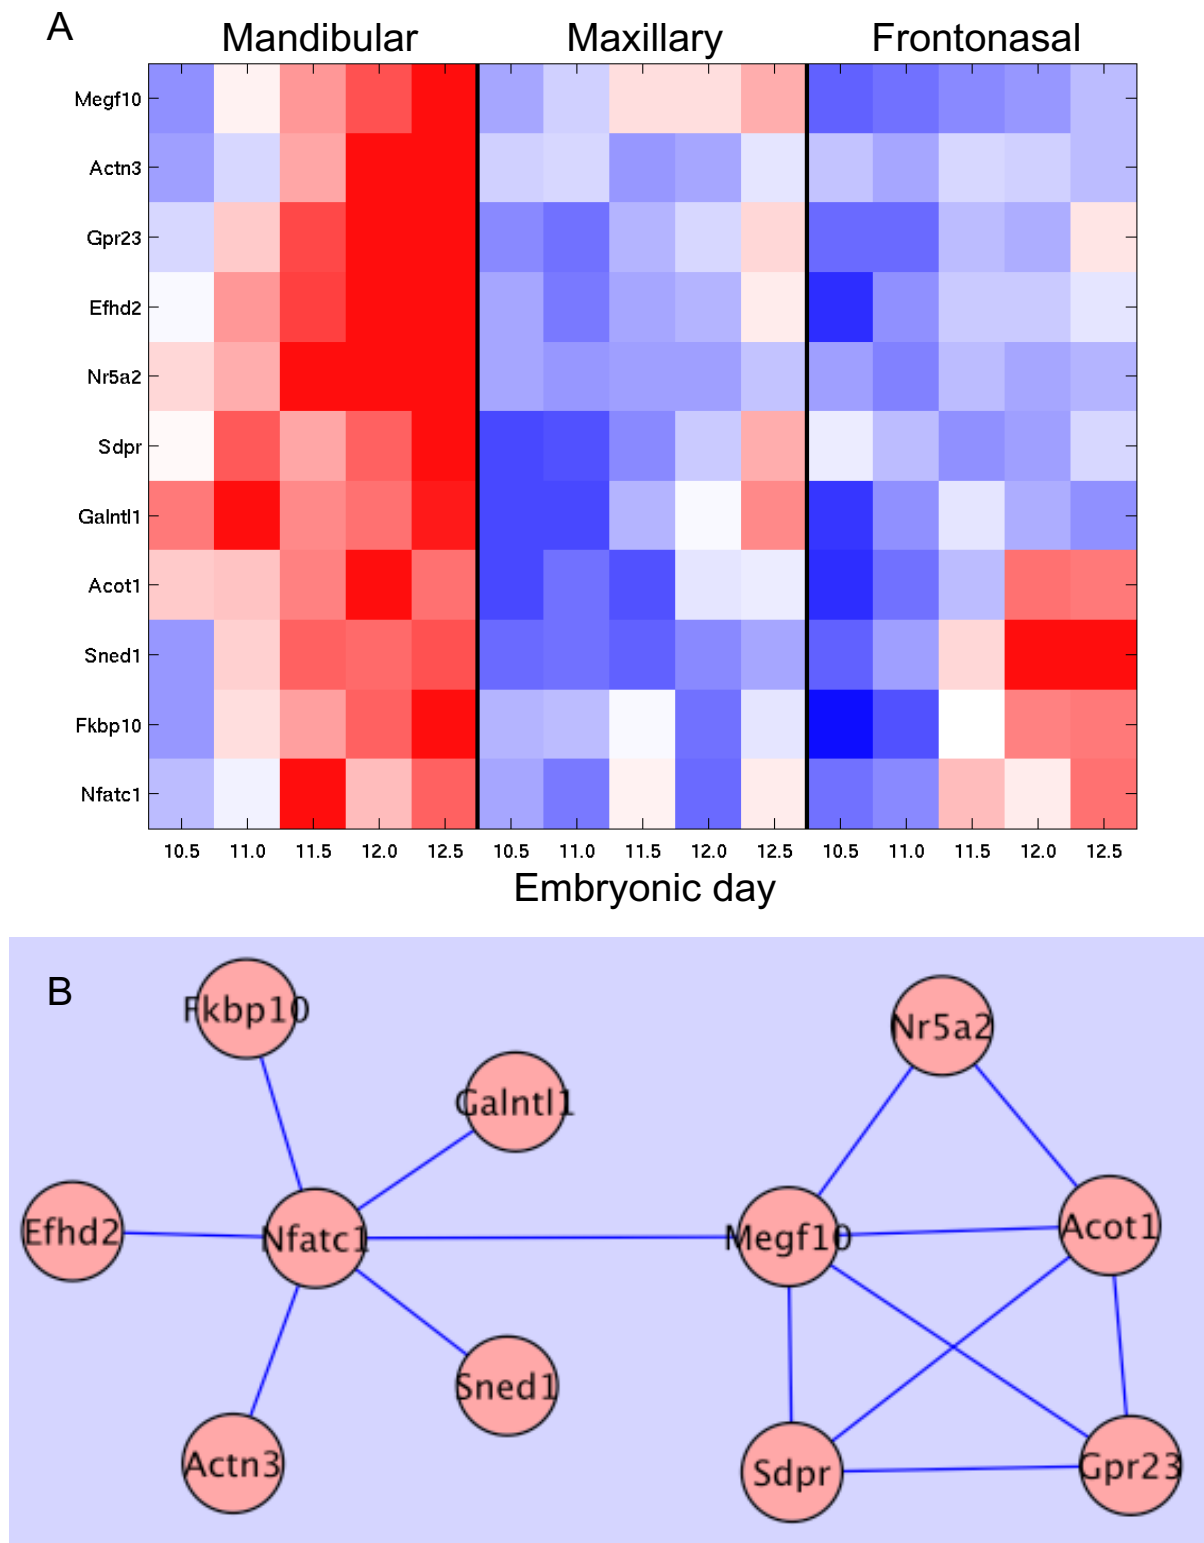 A
Mandibular Maxillary Frontonasal
Megf10
Actn3
Gpr23
Efhd2
Nr5a2
Sdpr
Galntl1
Acot1
Sned1
Fkbp10
Nfatc1
10.5 11.0 11.5 12.0 12.5 10.5 11.0 11.5 12.0 12.5 10.5 11.0 11.5 12.0 12.5
Embryonic day
B
Fkbp10
Nr5a2
Galntl1
Efhd2
Nfatc1
Megf10
Acot1
Sned1
Actn3
Sdpr
Gpr23